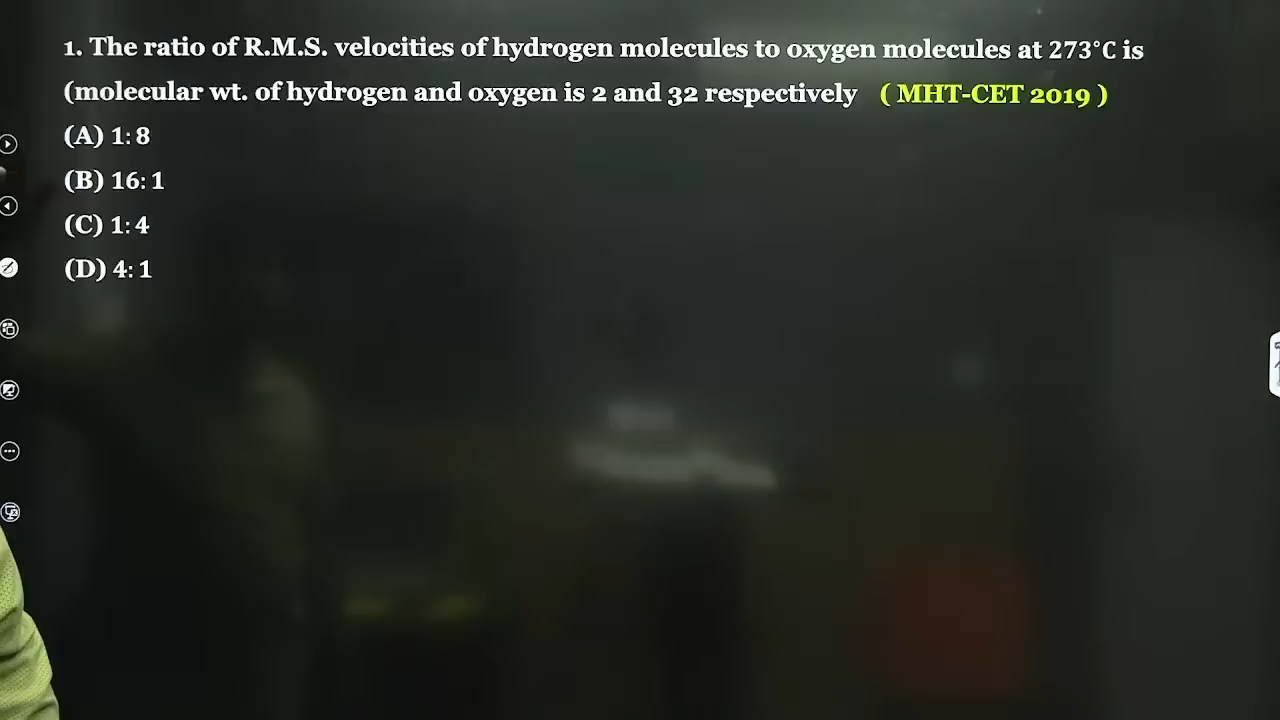 1. The ratio of R.M.S. velocities of hydrogen molecules to oxygen molecules at 273°C is
(molecular wt. of hydrogen and oxygen is 2 and 32 respectively ( MHT-CET 2019 )
(A) 1: 8
(B) 16: 1
(C) 1: 4
(D) 4: 1